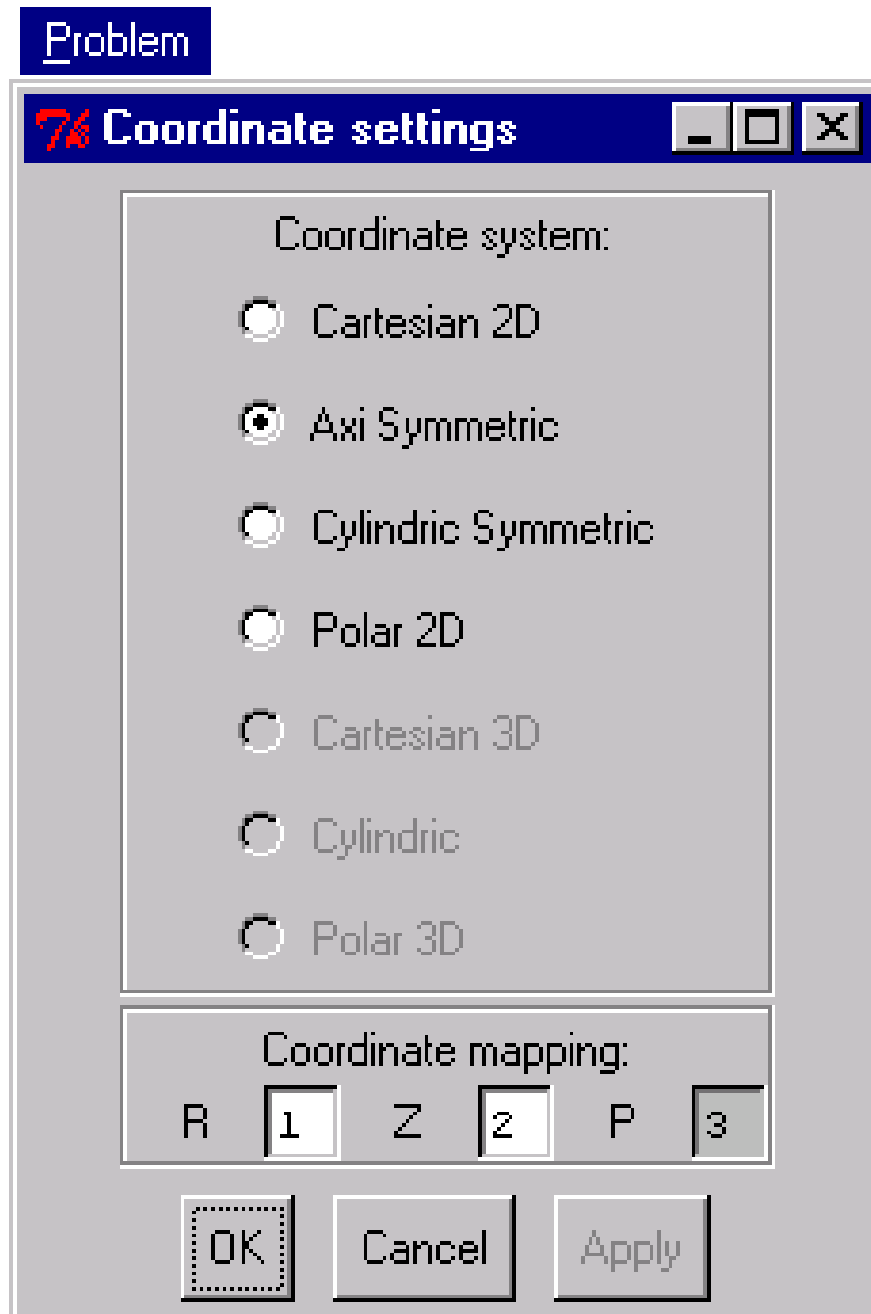 Problem
Coordinate settings
Coordinate system:
Cartesian 2D
Axi Symmetric
Cylindric Symmetric
Polar 2D
Cartesian 3D
Cylindric
Polar 3D
Coordinate mapping:
R 1 Z 2 P 3
OK Cancel Apply